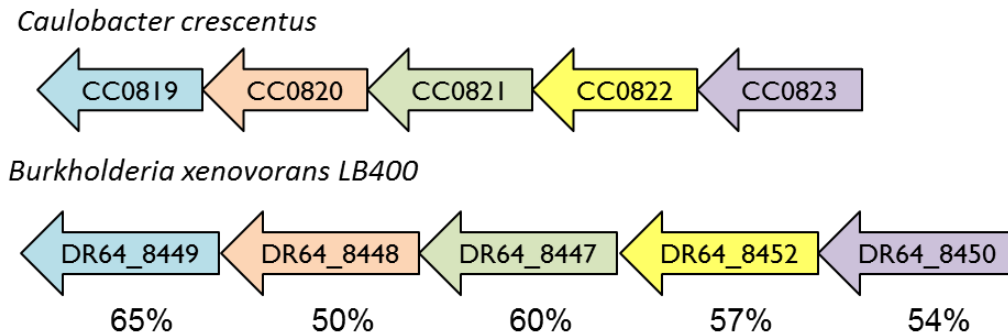 Caulobacter crescentus
CC0819 CC0820 CC0821 CC0822 CC0823
Burkholderia xenovorans LB400
DR64_8449 DR64_8448 DR64_8447 DR64_8452 DR64_8450
65% 50% 60% 57% 54%